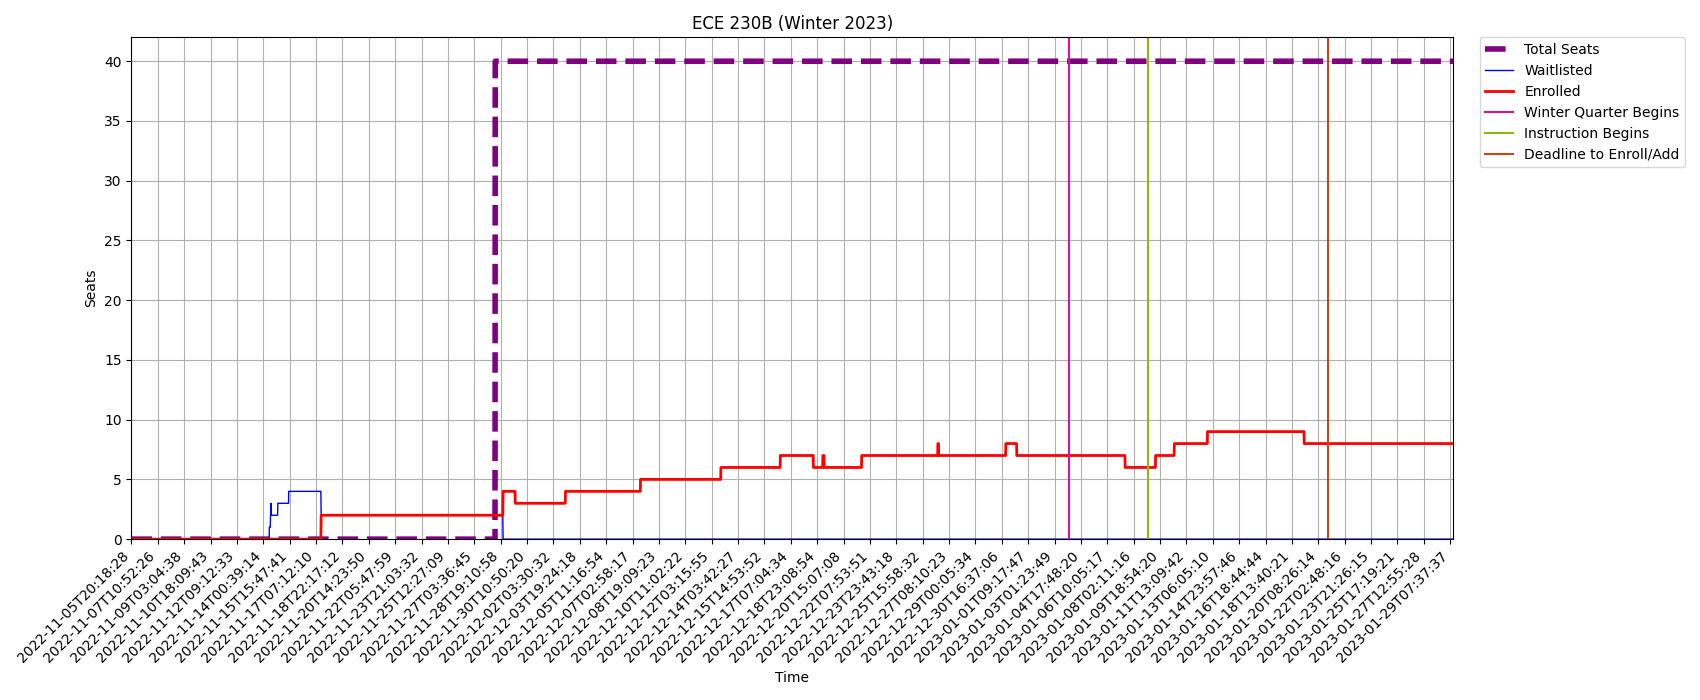 ECE 230B (Winter 2023)
Total Seats
Waitlisted
Enrolled
Winter Quarter Begins
Instruction Begins
Deadline to Enroll/Add
Seats
40
35
30
25
20
15
10
5
0
2022-11-05T20:18:28
2022-11-07T10:52:26
2022-11-09T03:04:38
2022-11-10T18:09:43
2022-11-12T09:12:33
2022-11-14T00:39:14
2022-11-15T15:47:41
2022-11-17T07:12:10
2022-11-18T22:17:12
2022-11-20T14:23:50
2022-11-22T05:47:59
2022-11-23T21:03:32
2022-11-25T12:27:09
2022-11-27T03:36:45
2022-11-28T19:10:58
2022-11-30T10:50:20
2022-12-02T03:30:32
2022-12-03T19:24:18
2022-12-05T11:16:54
2022-12-07T02:58:17
2022-12-08T19:09:23
2022-12-10T11:02:22
2022-12-12T03:15:55
2022-12-14T03:42:27
2022-12-15T14:53:52
2022-12-17T07:04:34
2022-12-18T23:08:54
2022-12-20T15:07:08
2022-12-22T07:53:51
2022-12-23T23:43:18
2022-12-25T15:58:32
2022-12-27T08:10:23
2022-12-29T00:05:34
2022-12-30T16:37:06
2023-01-01T09:17:47
2023-01-03T01:23:49
2023-01-04T17:48:20
2023-01-06T10:05:17
2023-01-08T02:11:16
2023-01-09T18:54:20
2023-01-11T13:09:42
2023-01-13T06:05:10
2023-01-14T23:57:46
2023-01-16T18:44:44
2023-01-18T13:40:21
2023-01-20T08:26:14
2023-01-22T02:48:16
2023-01-23T21:26:15
2023-01-25T17:19:21
2023-01-27T12:55:28
2023-01-29T07:37:37
Time